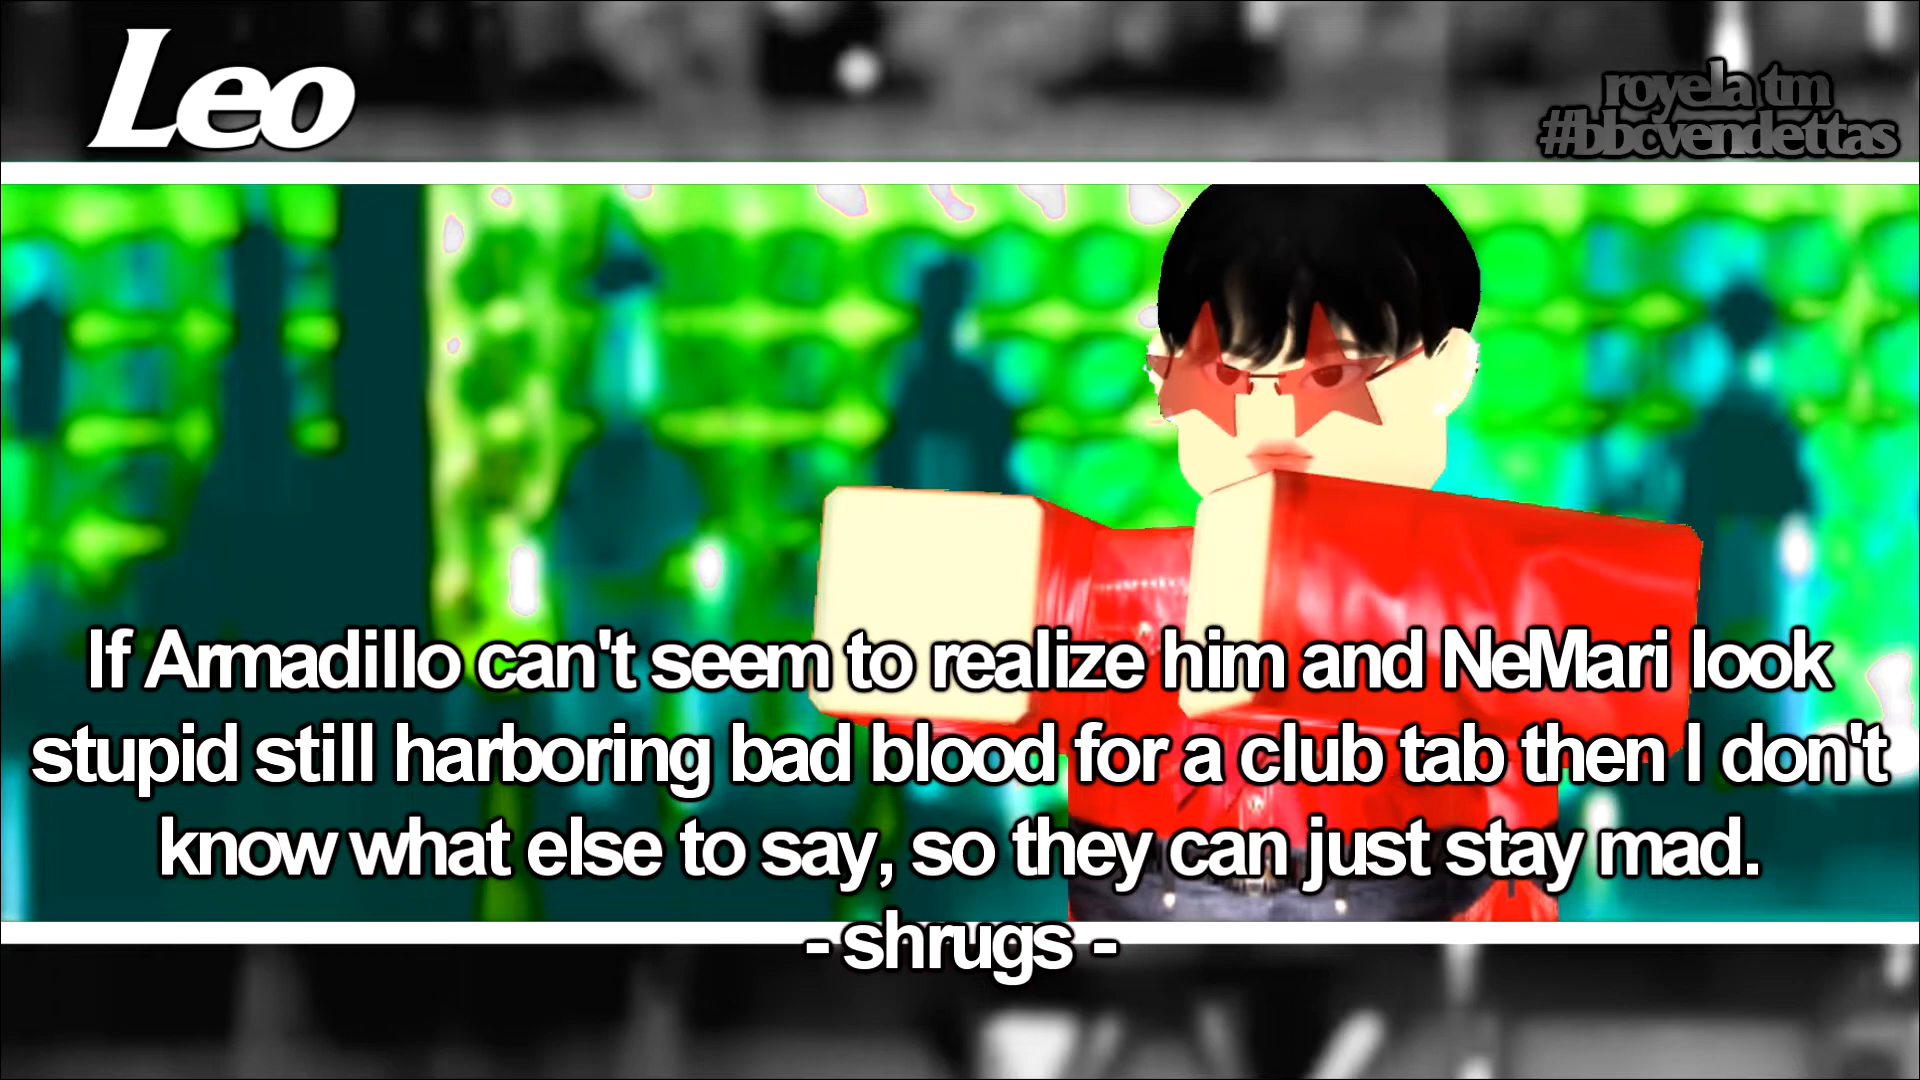 Leo
royela tm
#bbcvendettas
If Armadillo can't seem to realize him and NeMari look
stupid still harboring bad blood for a club tab then I don't
know what else to say, so they can just stay mad.
- shrugs -